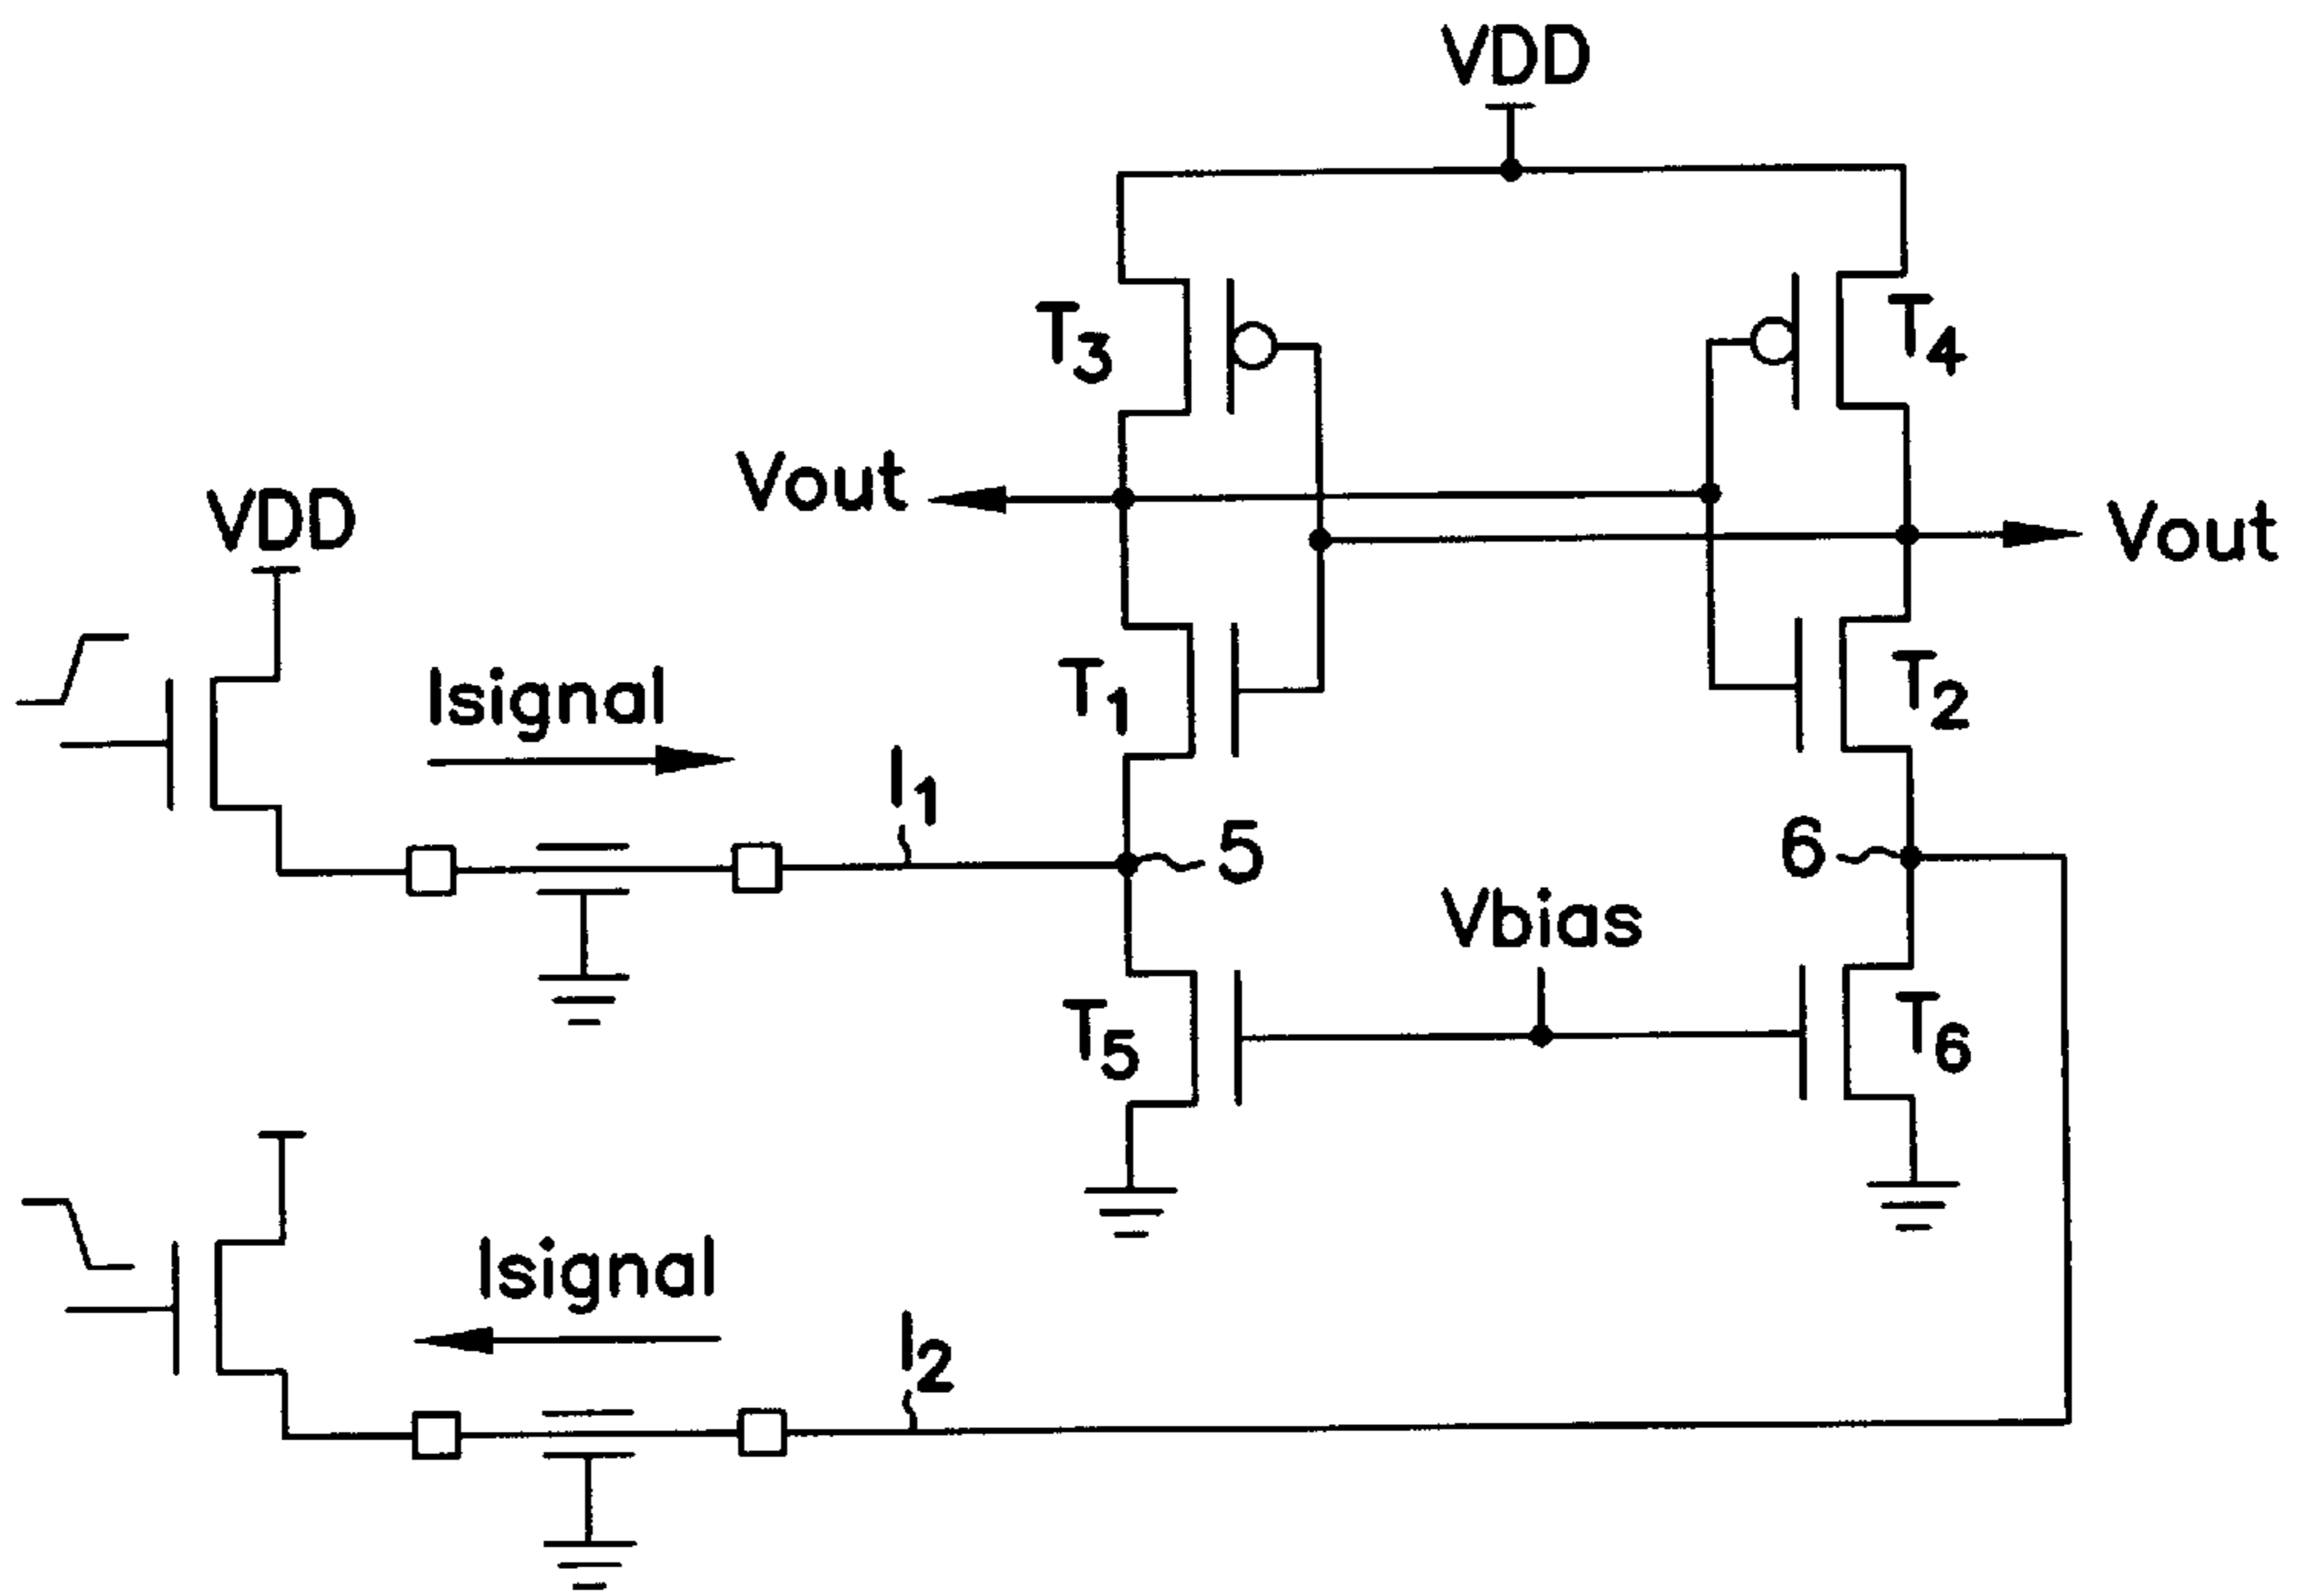 VDD
T3
T4
Vout
VDD
Vout
Isignal
T1
T2
I1
5
6
Vbias
T5
T6
Isignal
I2